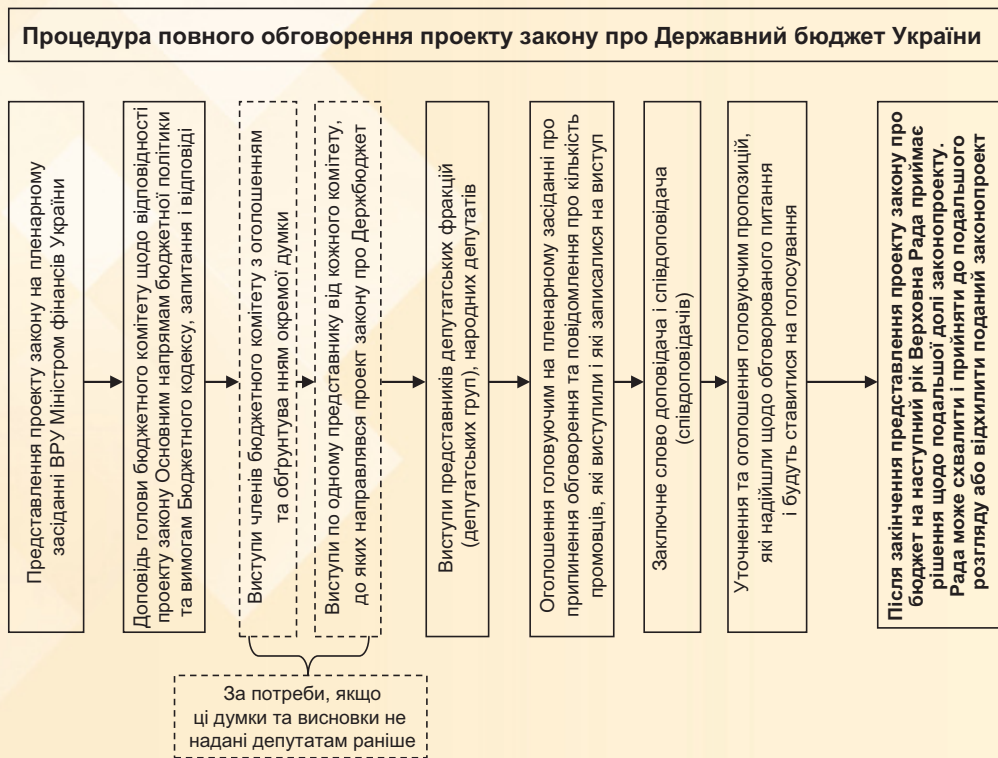 Процедура повного обговорення проекту закону про Державний бюджет України
Представлення проекту закону на пленарному
засіданні ВРУ Міністром фінансів України
Доповідь голови бюджетного комітету щодо відповідності
проекту закону Основним напрямам бюджетної політики
та вимогам Бюджетного кодексу, запитання і відповіді
Виступи членів бюджетного комітету з оголошенням
та обґрунтува нням окремої думки
Виступи по одному представнику від кожного комітету,
до яких направлявся проект закону про Держбюджет
За потреби, якщо
ці думки та висновки не
надані депутатам раніше
Виступи представників депутатських фракцій
(депутатських груп), народних депутатів
Оголошення головуючим на пленарному засіданні про
припинення обговорення та повідомлення про кількість
промовців, які виступили і які записалися на виступ
Заключне слово доповідача і співдоповідача
(співдоповідачів)
Уточнення та оголошення головуючим пропозицій,
які надійшли щодо обговорюваного питання
і будуть ставитися на голосування
Після закінчення представлення проекту закону про
бюджет на наступний рік Верховна Рада приймає
рішення щодо подальшої долі законопроекту.
Рада може схвалити і прийняти до подальшого
розгляду або відхилити поданий законопроект